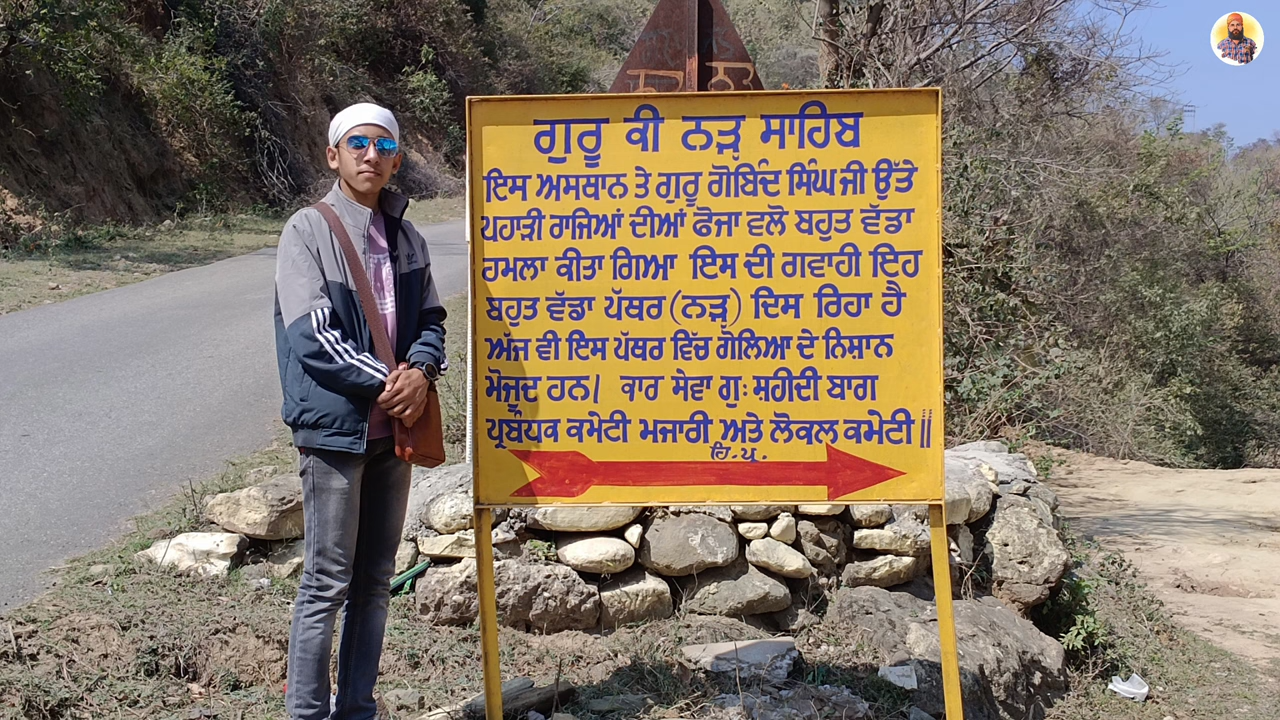 ਗੁਰੂ ਕੀ ਨੜ੍ਹ ਸਾਹਿਬ
ਇਸ ਅਸਥਾਨ ਤੇ ਗੁਰੂ ਗੋਬਿੰਦ ਸਿੰਘ ਜੀ ਉੱਤੇ
ਪਹਾੜੀ ਰਾਜਿਆਂ ਦੀਆਂ ਫੋਜਾ ਵਲੋ ਬਹੁਤ ਵੱਡਾ
ਹਮਲਾ ਕੀਤਾ ਗਿਆ ਇਸ ਦੀ ਗਵਾਹੀ ਇਹ
ਬਹੁਤ ਵੱਡਾ ਪੱਥਰ (ਨੜ੍ਹ) ਦਿਸ ਰਿਹਾ ਹੈ
ਅੱਜ ਵੀ ਇਸ ਪੱਥਰ ਵਿੱਚ ਗੋਲਿਆ ਦੇ ਨਿਸ਼ਾਨ
ਮੋਜੂਦ ਹਨ। ਕਾਰ ਸੇਵਾ ਗੁਃ ਸ਼ਹੀਦੀ ਬਾਗ
ਪ੍ਰਬੰਧਕ ਕਮੇਟੀ ਮਜਾਰੀ ਅਤੇ ਲੋਕਲ ਕਮੇਟੀ॥
ਹਿ.ਪ੍ਰ.